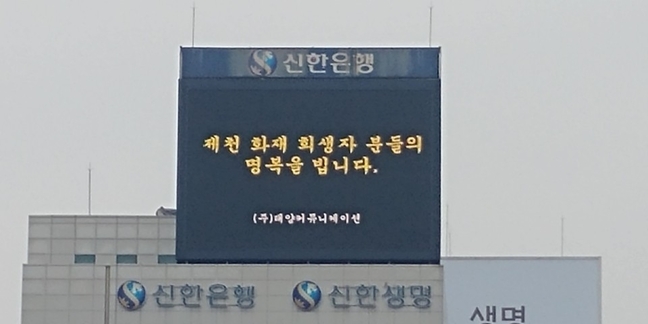 신한은행
제천 화재 희생자 분들의
명복을 빕니다.
(주)태양커뮤니케이션
신한은행 신한생명
생명